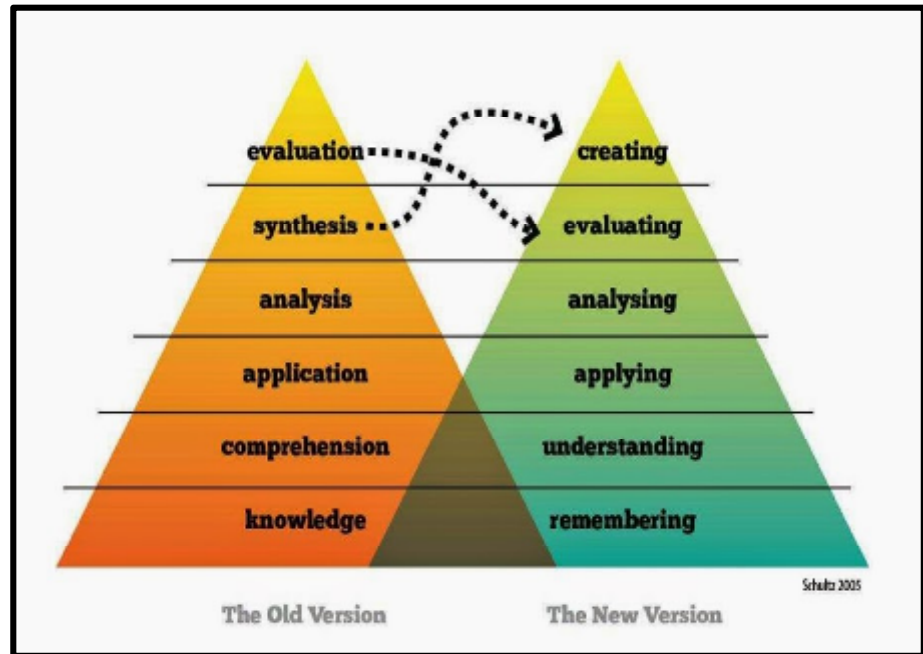 evaluation
creating
synthesis
evaluating
analysis
analysing
application
applying
comprehension
understanding
knowledge
remembering
Schultz 2005
The Old Version
The New Version